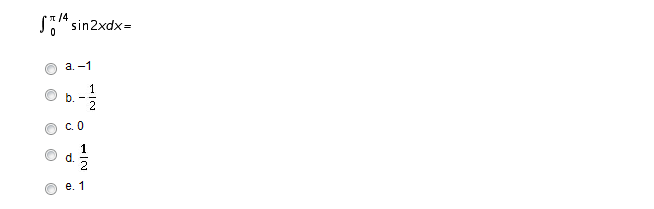 ∫₀^π/4 sin2xdx=
a. −1
b. −1/2
c. 0
d. 1/2
e. 1